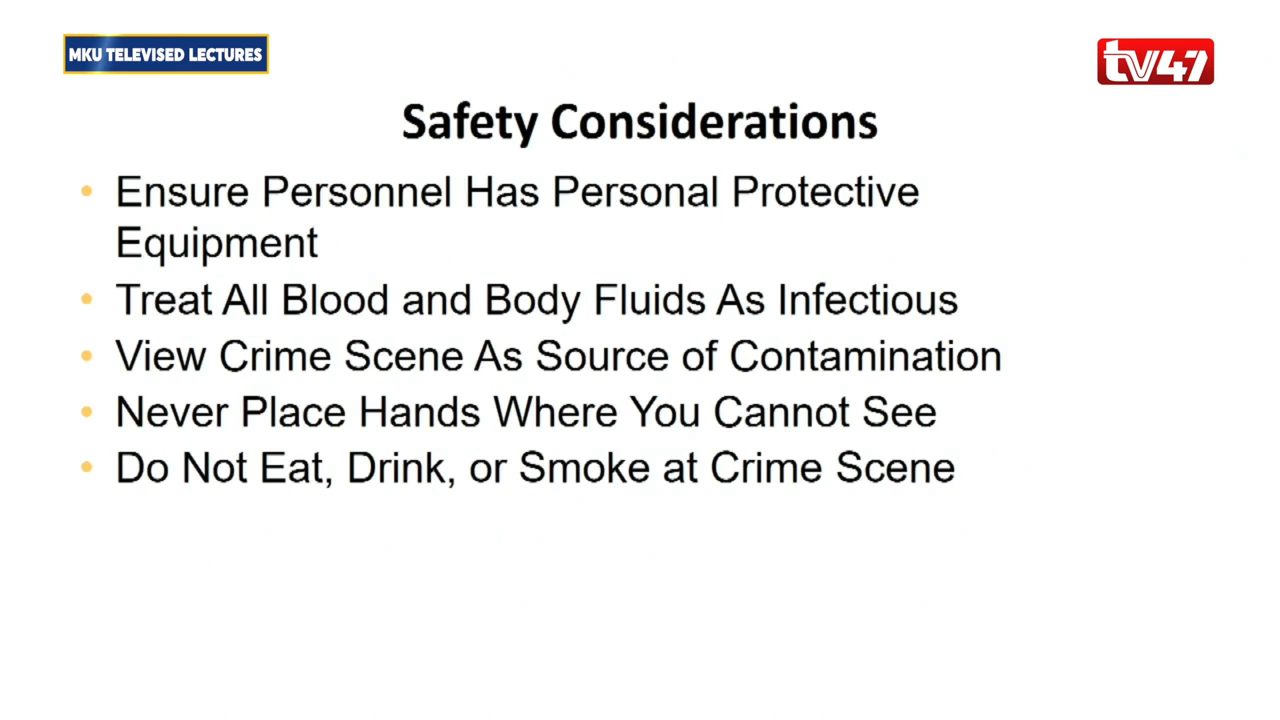 MKU TELEVISED LECTURES
tv47
Safety Considerations
• Ensure Personnel Has Personal Protective
Equipment
• Treat All Blood and Body Fluids As Infectious
• View Crime Scene As Source of Contamination
• Never Place Hands Where You Cannot See
• Do Not Eat, Drink, or Smoke at Crime Scene